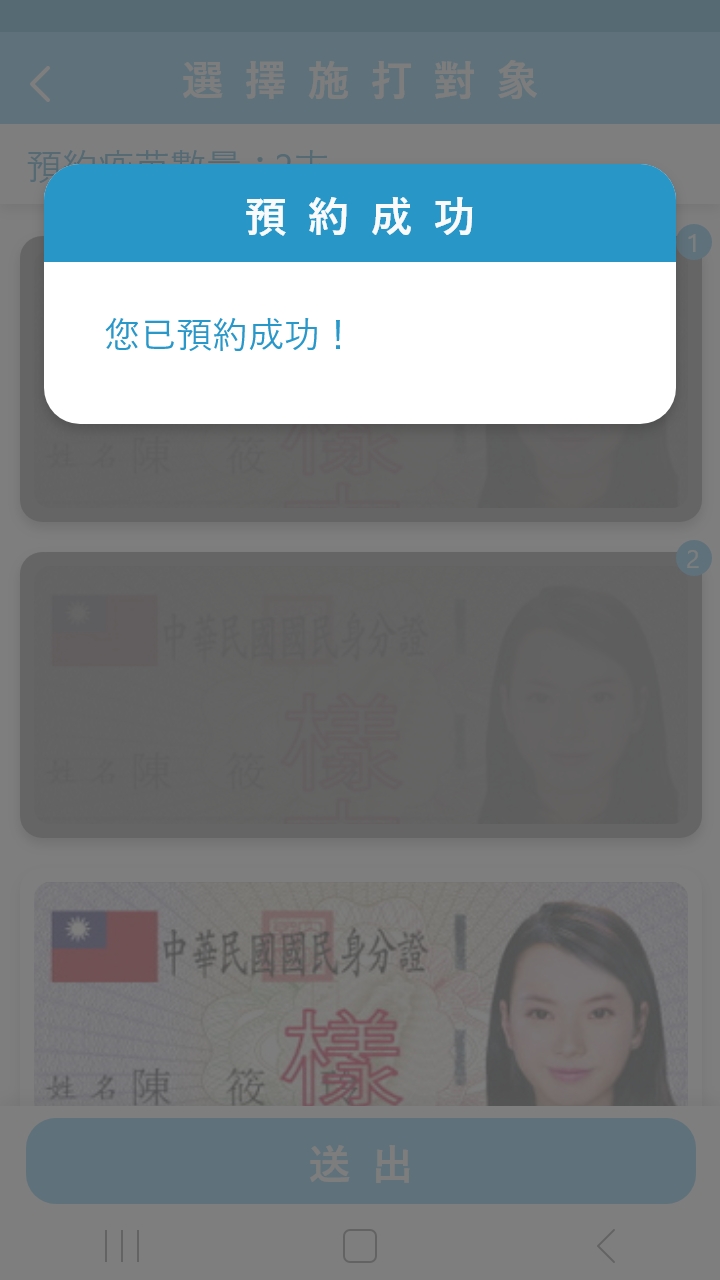 選擇施打對象
預約疫苗數量：2支
預約成功
1
您已預約成功！
姓名 陳 筱 樣
2
中華民國國民身分證
樣
姓名 陳 筱
中華民國國民身分證
樣
姓名 陳 筱
送出